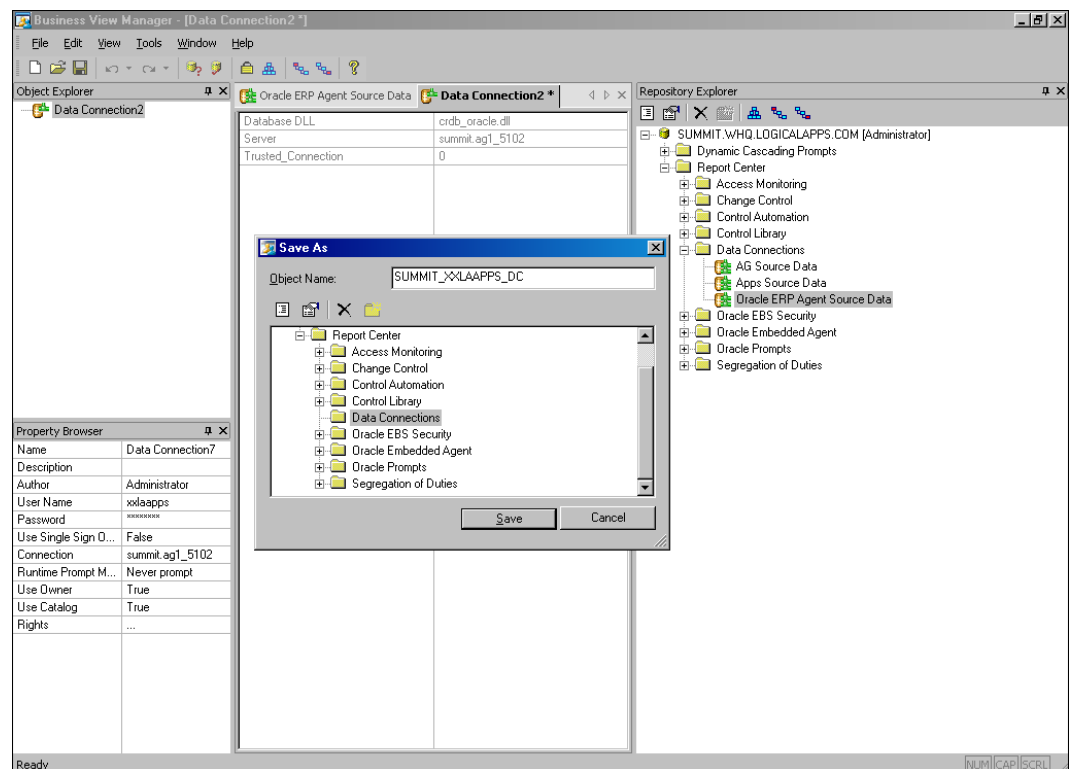 Business View Manager - [Data Connection2 *]
File Edit View Tools Window Help
Object Explorer
Data Connection2
Oracle ERP Agent Source Data Data Connection2 *
Database DLL crdb_oracle.dll
Server summit.ag1_5102
Trusted_Connection 0
Repository Explorer
SUMMIT.WHQ.LOGICALAPPS.COM [Administrator]
Dynamic Cascading Prompts
Report Center
Access Monitoring
Change Control
Control Automation
Control Library
Data Connections
AG Source Data
Apps Source Data
Oracle ERP Agent Source Data
Oracle EBS Security
Oracle Embedded Agent
Oracle Prompts
Segregation of Duties
Save As
Object Name: SUMMIT_XXLAAPPS_DC
Report Center
Access Monitoring
Change Control
Control Automation
Control Library
Data Connections
Oracle EBS Security
Oracle Embedded Agent
Oracle Prompts
Segregation of Duties
Save Cancel
Property Browser
Name Data Connection7
Description
Author Administrator
User Name xxlaapps
Password ××××××××
Use Single Sign O... False
Connection summit.ag1_5102
Runtime Prompt M... Never prompt
Use Owner True
Use Catalog True
Rights ...
Ready
NUM CAP SCRL